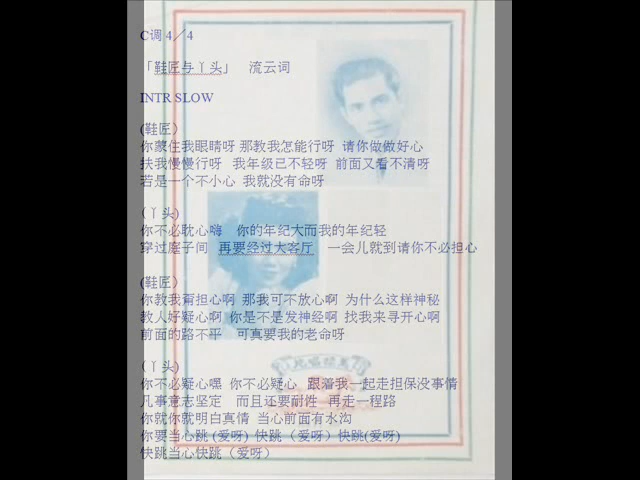 C调 4／4
「鞋匠与丫头」 流云词
INTR SLOW
(鞋匠）
你蒙住我眼睛呀 那教我怎能行呀 请你做做好心
扶我慢慢行呀 我年级已不轻呀 前面又看不清呀
若是一个不小心 我就没有命呀
(丫头)
你不必耽心嗨 你的年纪大而我的年纪轻
穿过屋子间 再要经过大客厅 一会儿就到请你不必担心
(鞋匠）
你教我甭担心啊 那我可不放心啊 为什么这样神秘
教人好疑心啊 你是不是发神经啊 找我来寻开心啊
前面的路不平 可真要我的老命呀
(丫头)
你不必疑心嘿 你不必疑心 跟着我一起走担保没事情
凡事意志坚定 而且还要耐性 再走一程路
你就你就明白真情 当心前面有水沟
你要当心跳 (爱呀) 快跳（爱呀）快跳(爱呀)
快跳当心快跳（爱呀）